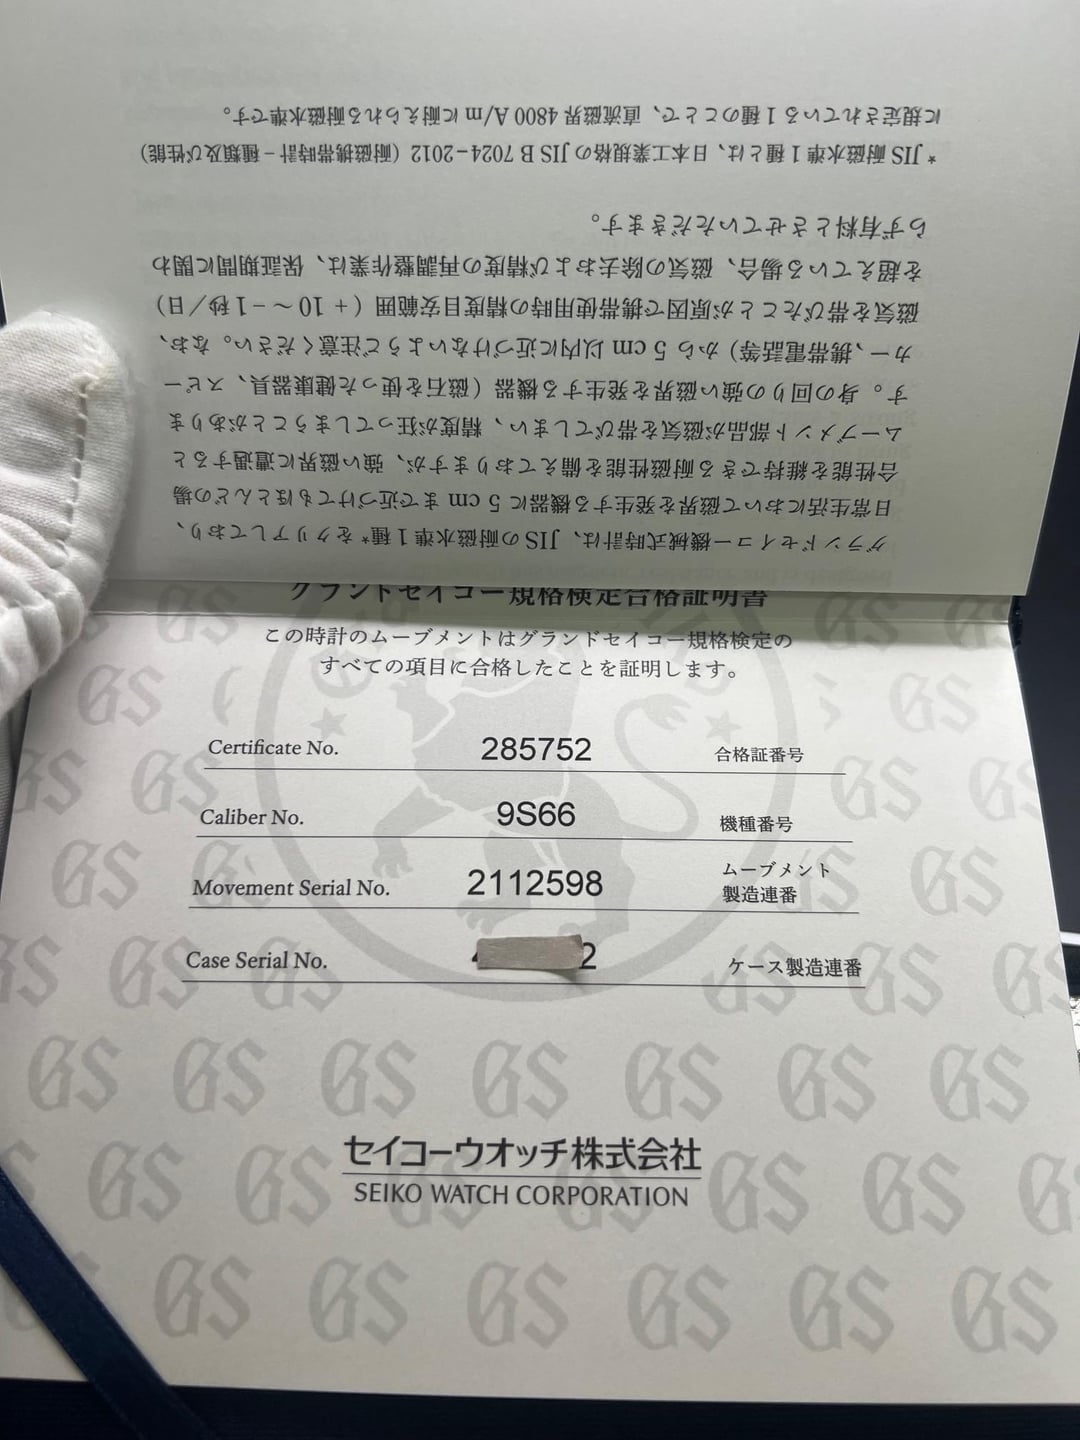 グランドセイコー機械式時計は、JIS の耐磁水準 1 種*をクリアしており、
日常生活において磁界を発生する機器に 5 cm まで近づけてもほとんどの場
合性能を維持できる耐磁性能を備えておりますが、強い磁界に遭遇すると
ムーブメント部品が磁気を帯びてしまい、精度が狂ってしまうことがありま
す。身の回りの強い磁界を発生する機器（磁石を使った健康器具、スピー
カー、携帯電話等）から 5 cm 以内に近づけないようご注意ください。なお、
磁気を帯びたことが原因で携帯使用時の精度目安範囲（＋10 ～ −1 秒／日）
を超えている場合、磁気の除去および精度の再調整作業は、保証期間に関わ
らず有料とさせていただきます。
* JIS 耐磁水準 1 種とは、日本工業規格の JIS B 7024-2012（耐磁携帯時計 − 種類及び性能）
に規定されている 1 種のことで、直流磁界 4800 A/m に耐えられる耐磁水準です。
グランドセイコー規格検定合格証明書
この時計のムーブメントはグランドセイコー規格検定の
すべての項目に合格したことを証明します。
Certificate No. 285752 合格証番号
Caliber No. 9S66 機種番号
Movement Serial No. 2112598 ムーブメント
製造連番
Case Serial No. 2 ケース製造連番
セイコーウオッチ株式会社
SEIKO WATCH CORPORATION